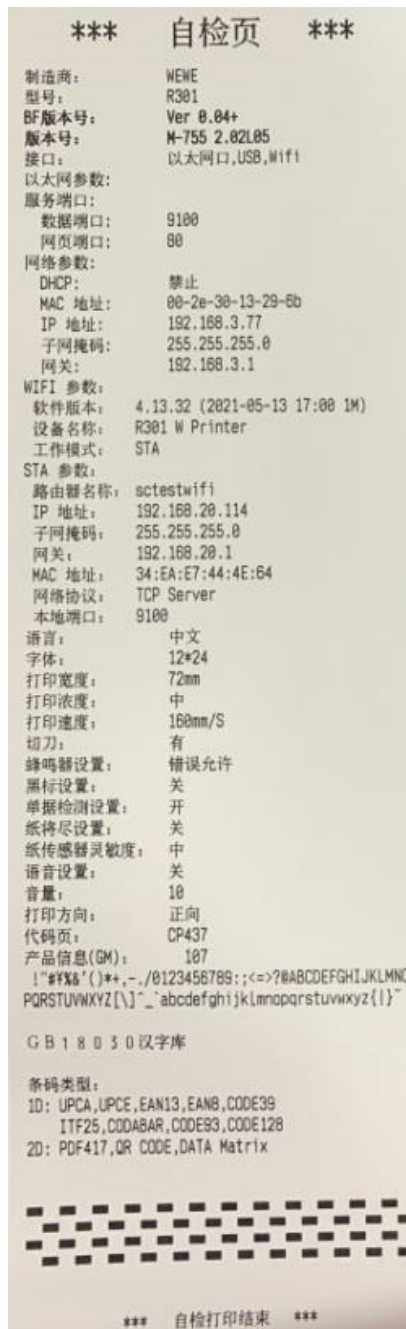 *** 自检页 ***
制造商: WEWE
型号: R301
BF版本号: Ver 0.04+
版本号: M-755 2.02L05
接口: 以太网口,USB,Wifi
以太网参数:
服务端口:
数据端口: 9100
网页端口: 80
网络参数:
DHCP: 禁止
MAC 地址: 00-2e-30-13-29-6b
IP 地址: 192.168.3.77
子网掩码: 255.255.255.0
网关: 192.168.3.1
WIFI 参数:
软件版本: 4.13.32 (2021-05-13 17:00 1M)
设备名称: R301 W Printer
工作模式: STA
STA 参数:
路由器名称: sctestwifi
IP 地址: 192.168.20.114
子网掩码: 255.255.255.0
网关: 192.168.20.1
MAC 地址: 34:EA:E7:44:4E:64
网络协议: TCP Server
本地端口: 9100
语言: 中文
字体: 12*24
打印宽度: 72mm
打印浓度: 中
打印速度: 160mm/S
切刀: 有
蜂鸣器设置: 错误允许
黑标设置: 关
单据检测设置: 开
纸将尽设置: 关
纸传感器灵敏度: 中
语音设置: 关
音量: 10
打印方向: 正向
代码页: CP437
产品信息(GM): 107
!"#¥%&'()*+,-./0123456789:;<=>?@ABCDEFGHIJKLMNO
PQRSTUVWXYZ[\]^_`abcdefghijklmnopqrstuvwxyz{|}~
GB18030汉字库
条码类型:
1D: UPCA,UPCE,EAN13,EAN8,CODE39
ITF25,CODABAR,CODE93,CODE128
2D: PDF417,QR CODE,DATA Matrix
*** 自检打印结束 ***